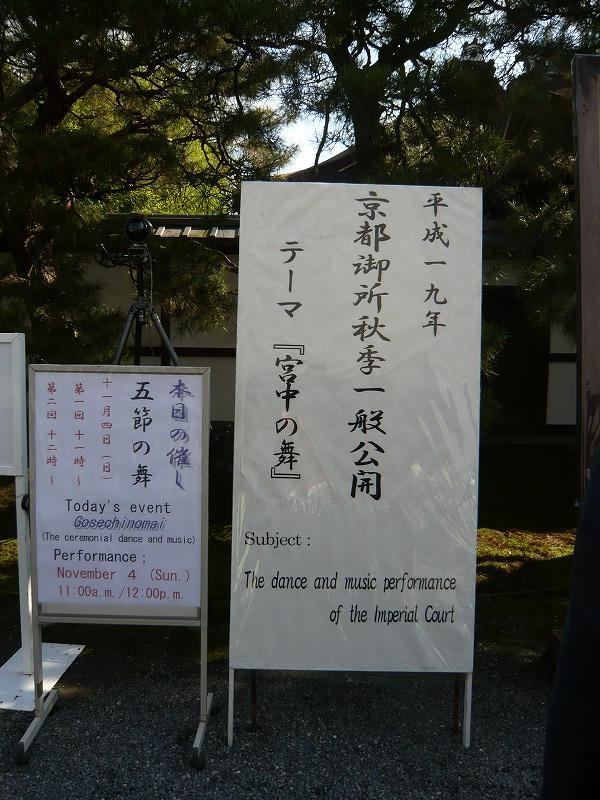 平成一九年
京都御所秋季一般公開
テーマ『宮中の舞』
Subject :
The dance and music performance
of the Imperial Court
本日の催し
五節の舞
十一月四日（日）
第一回 十一時～
第二回 十二時～
Today's event
Gosechinomai
(The ceremonial dance and music)
Performance :
November 4 (Sun.)
11:00a.m./12:00p.m.